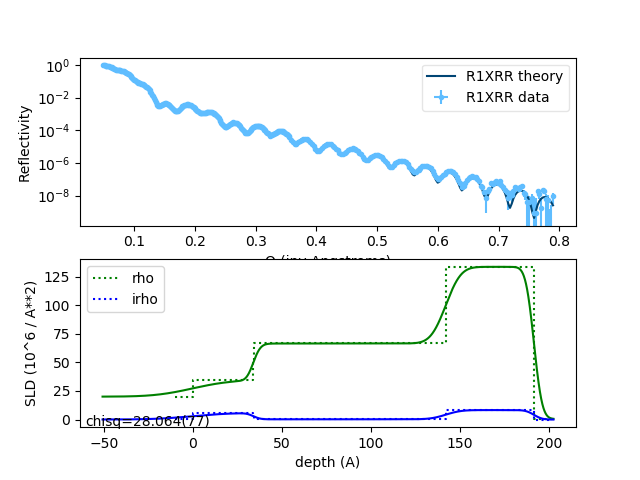 10^0
10^−2
10^−4
10^−6
10^−8
Reflectivity
R1XRR theory
R1XRR data
0.1 0.2 0.3 0.4 0.5 0.6 0.7 0.8
Q (inv Angstroms)
125
100
75
50
25
0
SLD (10^6 / A**2)
rho
irho
chisq=28.064(77)
−50 0 50 100 150 200
depth (A)